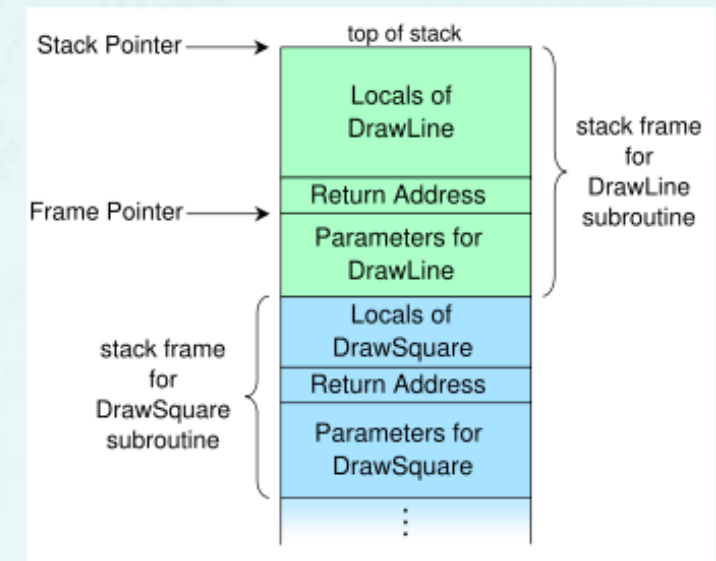 top of stack
Stack Pointer
Locals of
DrawLine
stack frame
for
DrawLine
subroutine
Return Address
Frame Pointer
Parameters for
DrawLine
Locals of
DrawSquare
stack frame
for
DrawSquare
subroutine
Return Address
Parameters for
DrawSquare
⋮